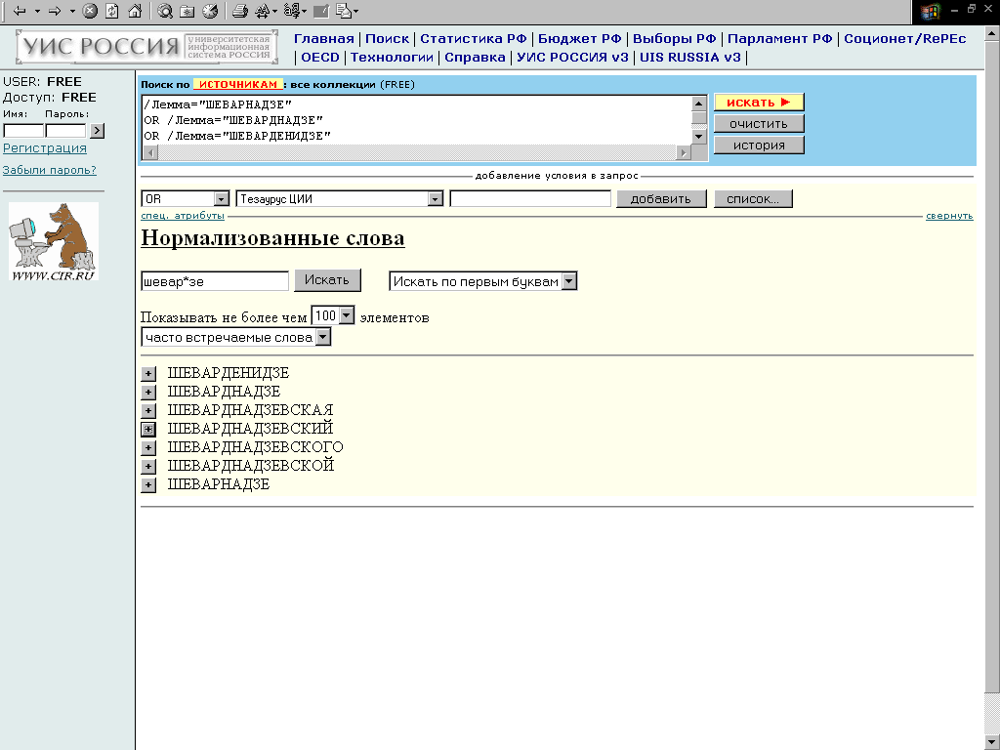 УИС РОССИЯ
университетская
информационная
система РОССИЯ
Главная | Поиск | Статистика РФ | Бюджет РФ | Выборы РФ | Парламент РФ | Соционет/RePEc
| OECD | Технологии | Справка | УИС РОССИЯ v3 | UIS RUSSIA v3 |
USER: FREE
Доступ: FREE
Имя: Пароль:
>
Регистрация
Забыли пароль?
WWW.CIR.RU
Поиск по ИСТОЧНИКАМ : все коллекции (FREE)
/Лемма="ШЕВАРНАДЗЕ"
OR /Лемма="ШЕВАРДНАДЗЕ"
OR /Лемма="ШЕВАРДЕНИДЗЕ"
искать
очистить
история
добавление условия в запрос
OR Тезаурус ЦИИ добавить список...
спец. атрибуты свернуть
Нормализованные слова
шевар*зе Искать Искать по первым буквам
Показывать не более чем 100 элементов
часто встречаемые слова
+ ШЕВАРДЕНИДЗЕ
+ ШЕВАРДНАДЗЕ
+ ШЕВАРДНАДЗЕВСКАЯ
+ ШЕВАРДНАДЗЕВСКИЙ
+ ШЕВАРДНАДЗЕВСКОГО
+ ШЕВАРДНАДЗЕВСКОЙ
+ ШЕВАРНАДЗЕ